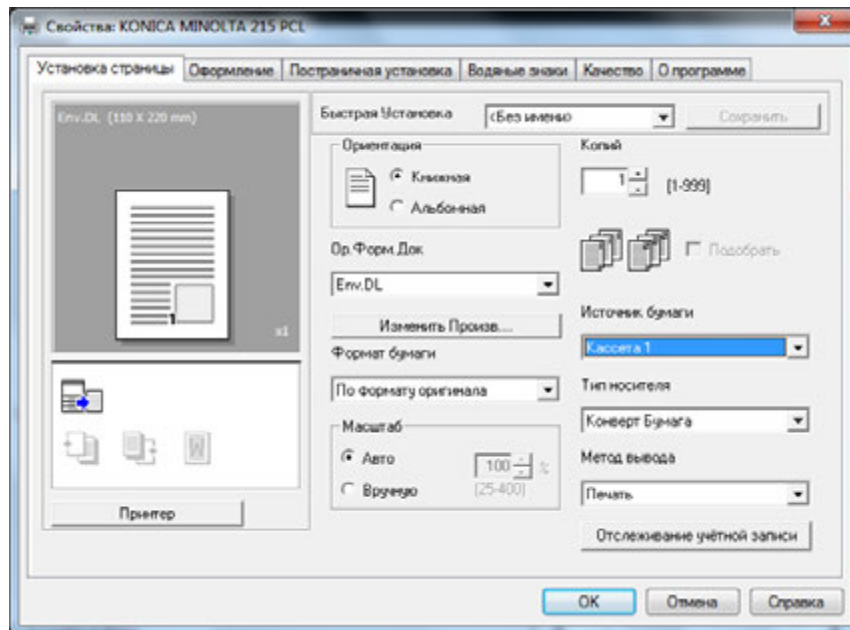 Свойства: KONICA MINOLTA 215 PCL
Установка страницы Оформление Постраничная установка Водяные знаки Качество О программе
Env.DL (110 X 220 mm)
x1
Принтер
Быстрая Установка <Без имени> Сохранить
Ориентация
Книжная
Альбомная
Ор.Форм.Док
Env.DL
Изменить Произв....
Формат бумаги
По формату оригинала
Масштаб
Авто
Вручную
100 %
(25-400)
Копий
1 [1-999]
Подобрать
Источник бумаги
Кассета 1
Тип носителя
Конверт Бумага
Метод вывода
Печать
Отслеживание учётной записи
OK Отмена Справка